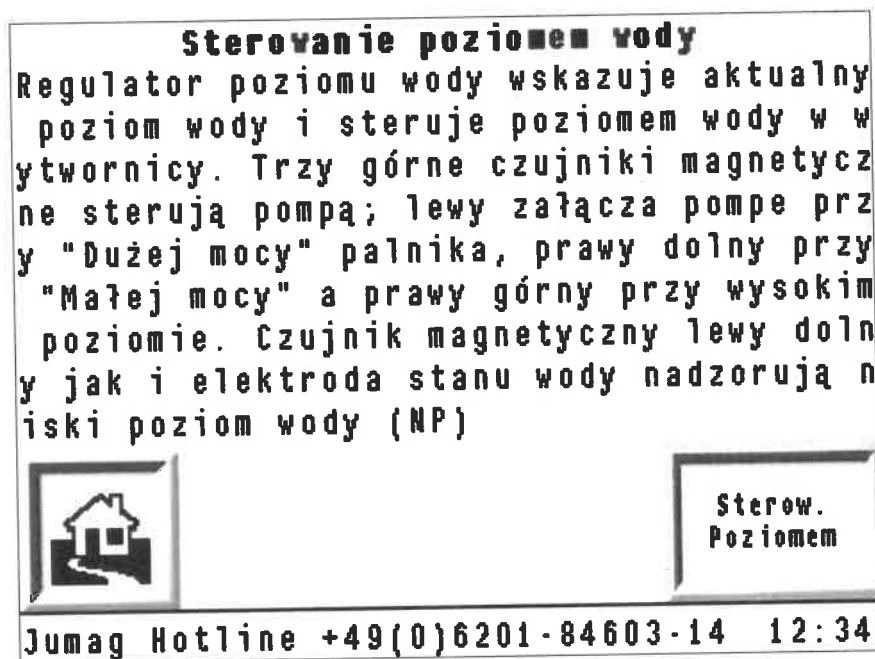 Sterowanie poziomem wody
Regulator poziomu wody wskazuje aktualny
poziom wody i steruje poziomem wody w w
ytwornicy. Trzy górne czujniki magnetycz
ne sterują pompą; lewy załącza pompe prz
y "Dużej mocy" palnika, prawy dolny przy
"Małej mocy" a prawy górny przy wysokim
poziomie. Czujnik magnetyczny lewy doln
y jak i elektroda stanu wody nadzorują n
iski poziom wody (NP)
Sterow.
Poziomem
Jumag Hotline +49(0)6201-84603-14 12:34